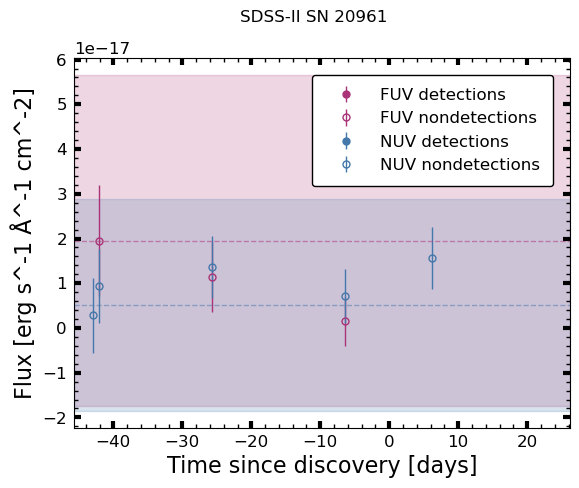 SDSS-II SN 20961
1e−17
FUV detections
FUV nondetections
NUV detections
NUV nondetections
6
5
4
3
2
1
0
−1
−2
Flux [erg s^-1 Å^-1 cm^-2]
−40 −30 −20 −10 0 10 20
Time since discovery [days]